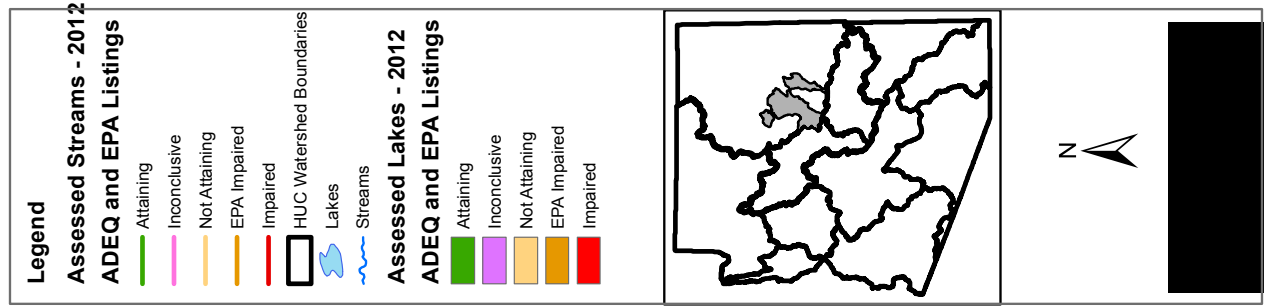 Legend
Assessed Streams - 2012
ADEQ and EPA Listings
Attaining
Inconclusive
Not Attaining
EPA Impaired
Impaired
HUC Watershed Boundaries
Lakes
Streams
Assessed Lakes - 2012
ADEQ and EPA Listings
Attaining
Inconclusive
Not Attaining
EPA Impaired
Impaired
N